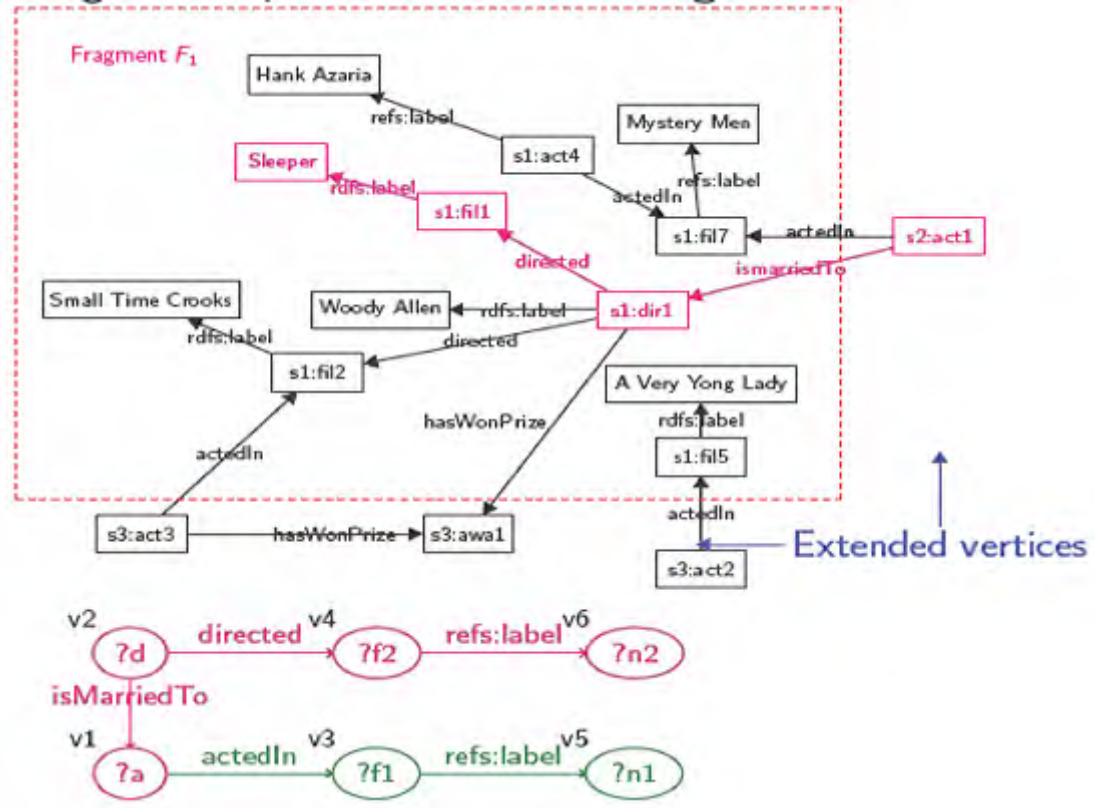 Fragment F1
Hank Azaria
refs:label
Mystery Men
Sleeper
s1:act4
refs:label
rdfs:label
actedIn
s1:fil1
s1:fil7
actedIn
s2:act1
directed
ismarriedTo
Small Time Crooks
Woody Allen
rdfs:label
s1:dir1
rdfs:label
directed
s1:fil2
A Very Yong Lady
hasWonPrize
rdfs:label
actedIn
s1:fil5
actedIn
s3:act3
hasWonPrize
s3:awa1
Extended vertices
s3:act2
v2
directed
v4
refs:label
v6
?d
?f2
?n2
isMarriedTo
v1
actedIn
v3
refs:label
v5
?a
?f1
?n1